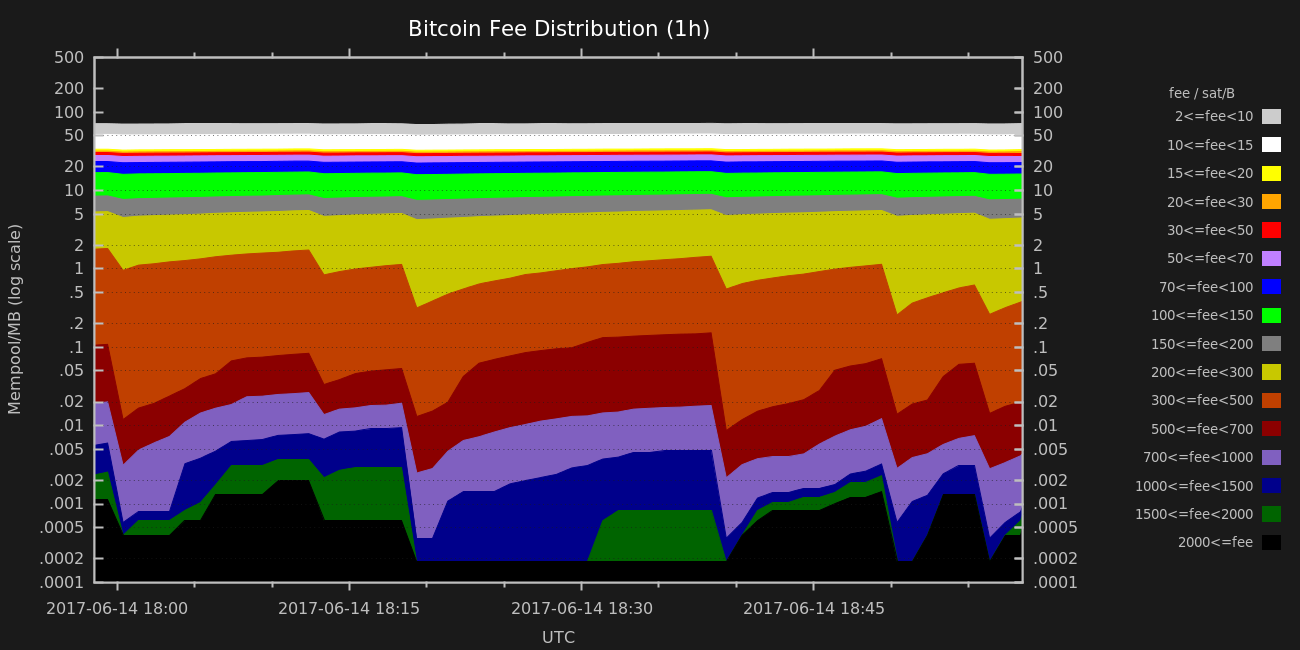 Bitcoin Fee Distribution (1h)
Mempool/MB (log scale)
500
200
100
50
20
10
5
2
1
.5
.2
.1
.05
.02
.01
.005
.002
.001
.0005
.0002
.0001
500
200
100
50
20
10
5
2
1
.5
.2
.1
.05
.02
.01
.005
.002
.001
.0005
.0002
.0001
2017-06-14 18:00 2017-06-14 18:15 2017-06-14 18:30 2017-06-14 18:45
UTC
fee / sat/B
2<=fee<10
10<=fee<15
15<=fee<20
20<=fee<30
30<=fee<50
50<=fee<70
70<=fee<100
100<=fee<150
150<=fee<200
200<=fee<300
300<=fee<500
500<=fee<700
700<=fee<1000
1000<=fee<1500
1500<=fee<2000
2000<=fee